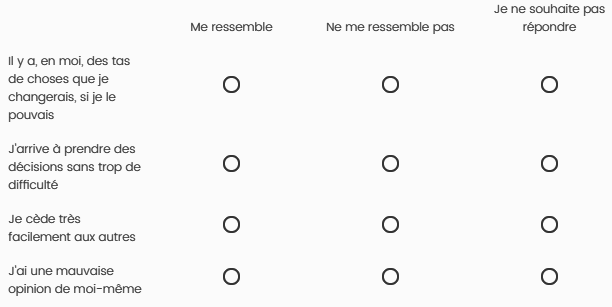 Me ressemble
Ne me ressemble pas
Je ne souhaite pas
répondre
Il y a, en moi, des tas
de choses que je
changerais, si je le
pouvais
J'arrive à prendre des
décisions sans trop de
difficulté
Je cède très
facilement aux autres
J'ai une mauvaise
opinion de moi-même